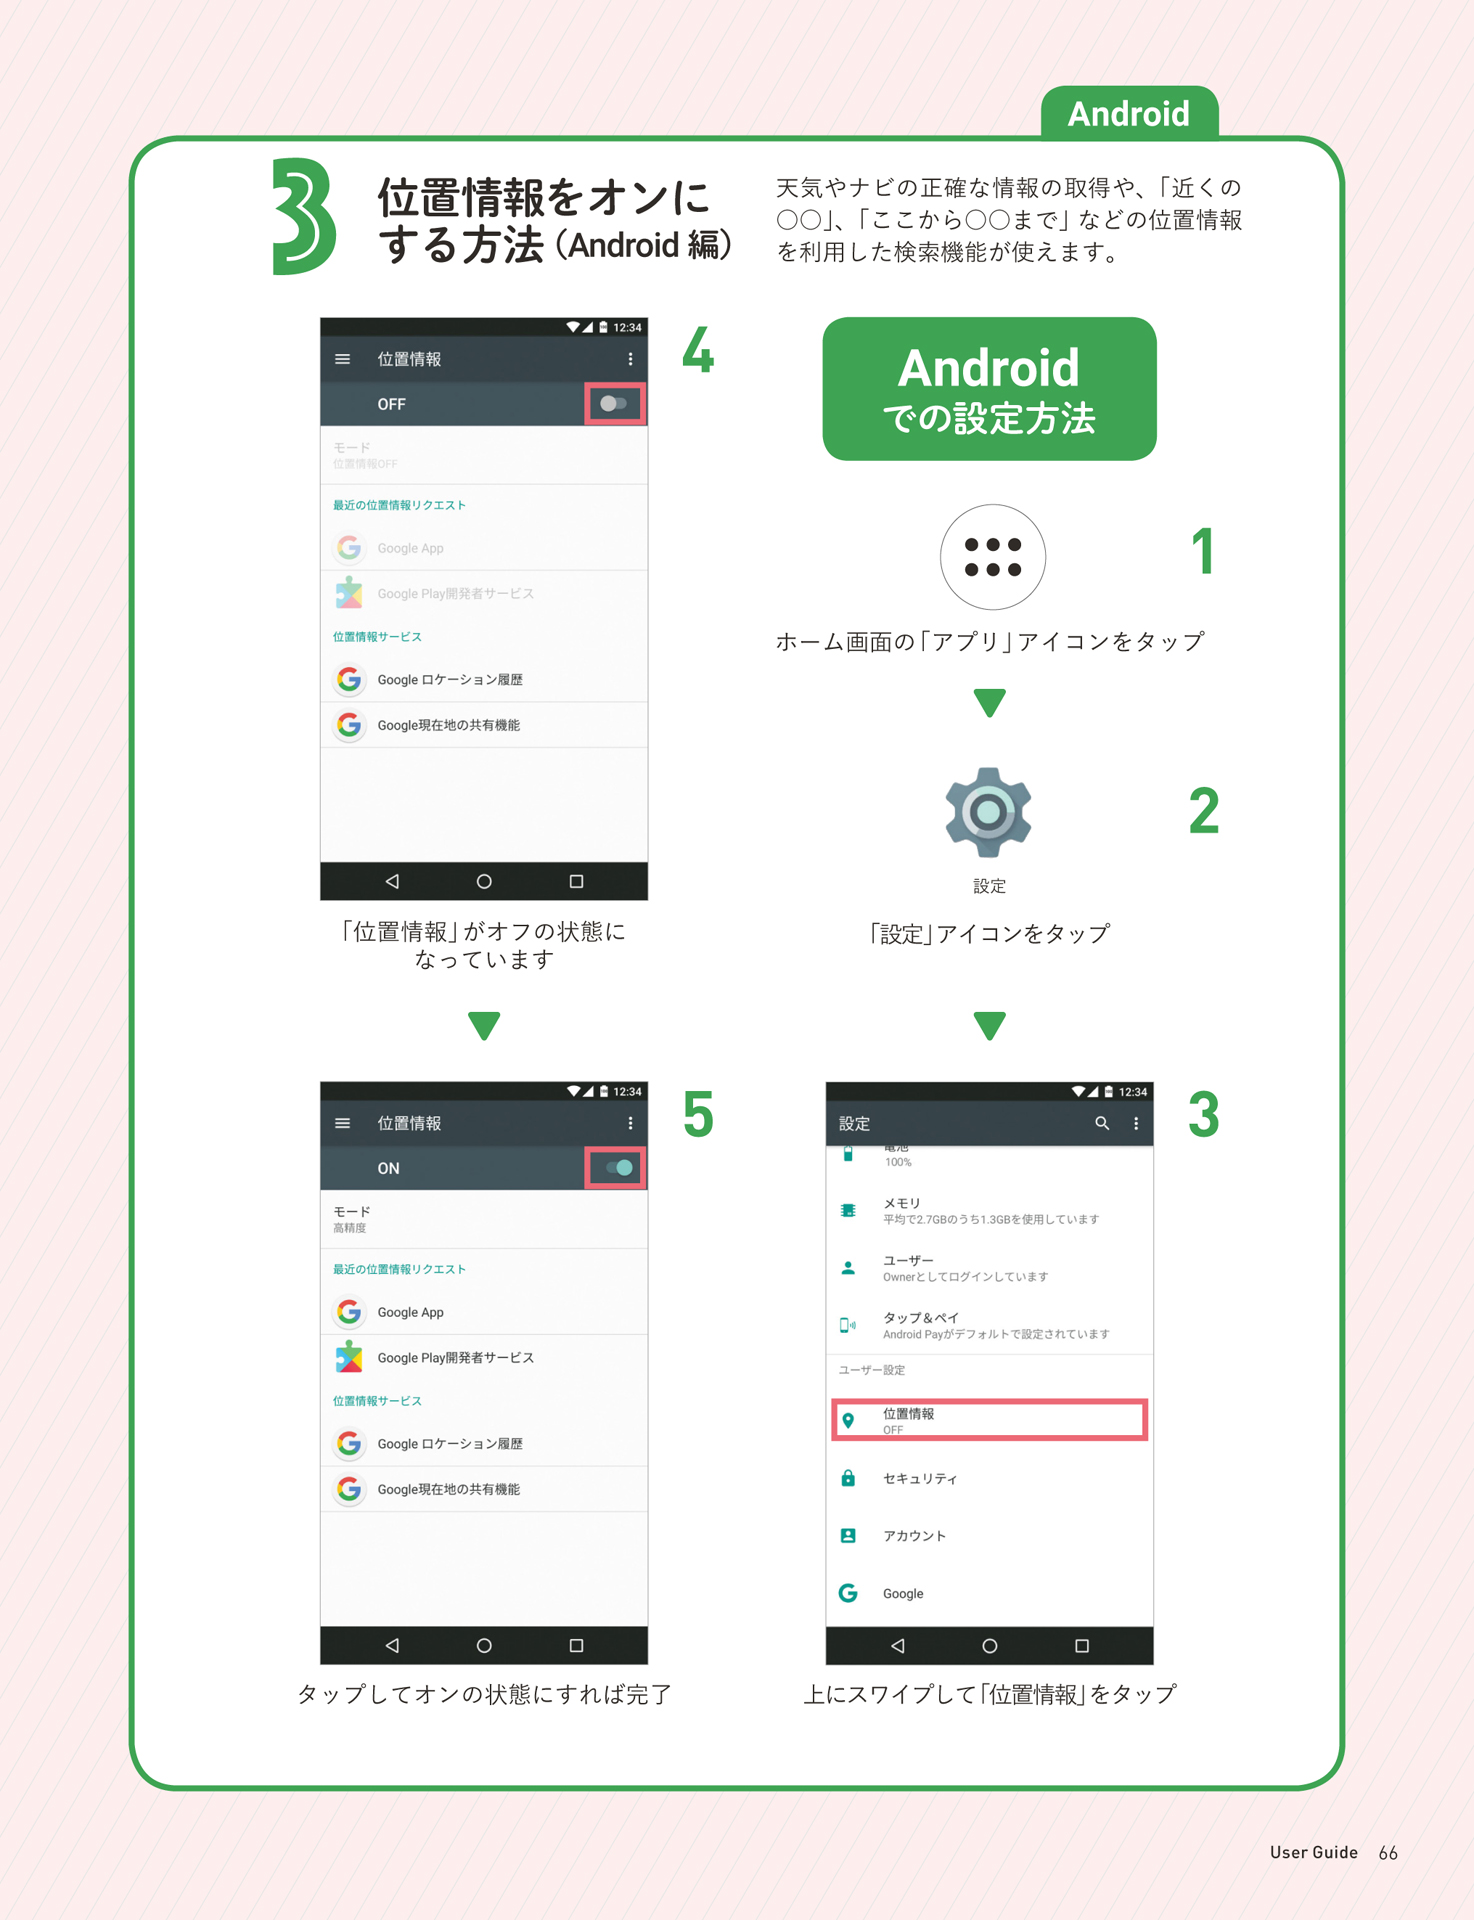 Android
3
位置情報をオンに
する方法（Android 編）
天気やナビの正確な情報の取得や、「近くの
○○」、「ここから○○まで」などの位置情報
を利用した検索機能が使えます。
Android
での設定方法
1
ホーム画面の「アプリ」アイコンをタップ
2
設定
「設定」アイコンをタップ
3
12:34
設定
電池
100%
メモリ
平均で2.7GBのうち1.3GBを使用しています
ユーザー
Ownerとしてログインしています
タップ＆ペイ
Android Payがデフォルトで設定されています
ユーザー設定
位置情報
OFF
セキュリティ
アカウント
Google
上にスワイプして「位置情報」をタップ
4
12:34
位置情報
OFF
モード
位置情報OFF
最近の位置情報リクエスト
Google App
Google Play開発者サービス
位置情報サービス
Google ロケーション履歴
Google現在地の共有機能
「位置情報」がオフの状態に
なっています
5
12:34
位置情報
ON
モード
高精度
最近の位置情報リクエスト
Google App
Google Play開発者サービス
位置情報サービス
Google ロケーション履歴
Google現在地の共有機能
タップしてオンの状態にすれば完了
User Guide 66